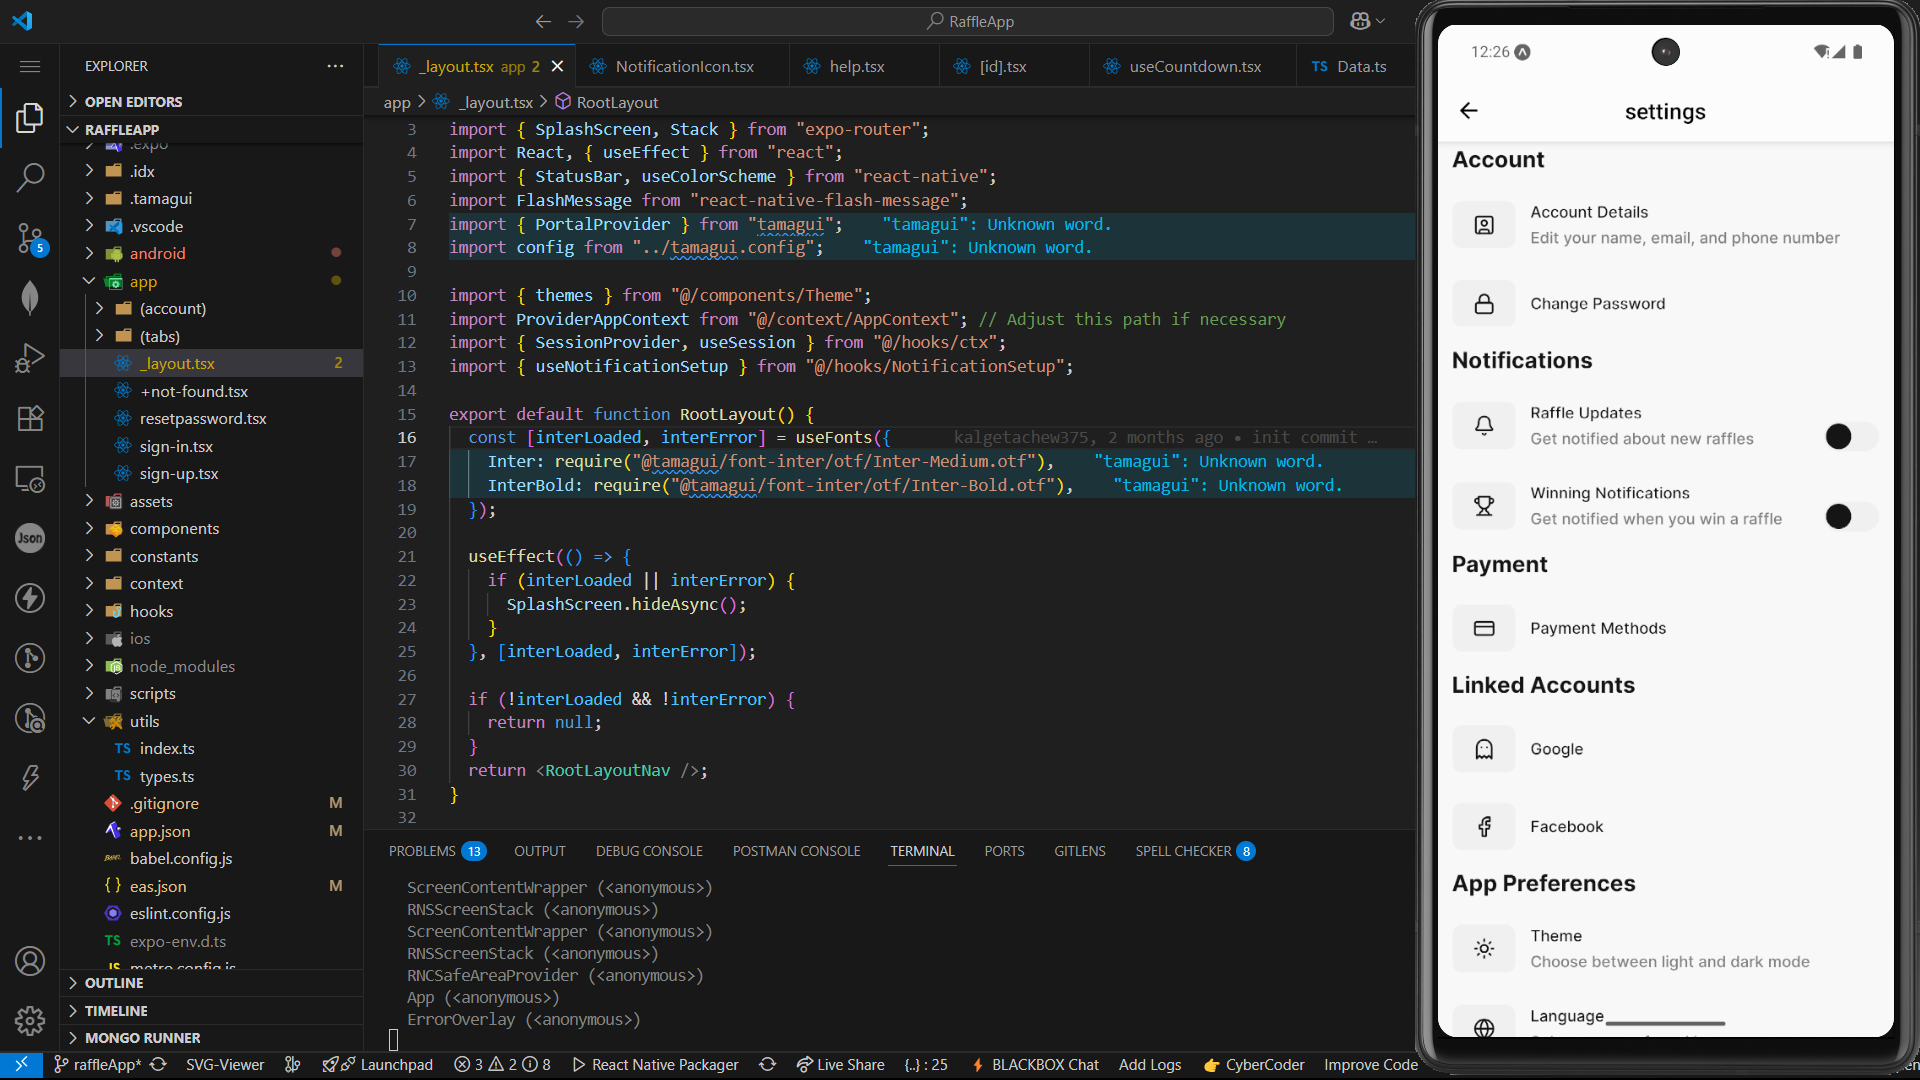 RaffleApp
EXPLORER
OPEN EDITORS
RAFFLEAPP
.expo
.idx
.tamagui
.vscode
android
app
(account)
(tabs)
_layout.tsx 2
+not-found.tsx
resetpassword.tsx
sign-in.tsx
sign-up.tsx
assets
components
constants
context
hooks
ios
node_modules
scripts
utils
TS index.ts
TS types.ts
.gitignore M
app.json M
babel.config.js
{} eas.json M
eslint.config.js
TS expo-env.d.ts
JS metro.config.js
OUTLINE
TIMELINE
MONGO RUNNER
5
Json
_layout.tsx app 2
NotificationIcon.tsx
help.tsx
[id].tsx
useCountdown.tsx
TS Data.ts
app > _layout.tsx > RootLayout
3 import { SplashScreen, Stack } from "expo-router";
4 import React, { useEffect } from "react";
5 import { StatusBar, useColorScheme } from "react-native";
6 import FlashMessage from "react-native-flash-message";
7 import { PortalProvider } from "tamagui"; "tamagui": Unknown word.
8 import config from "../tamagui.config"; "tamagui": Unknown word.
9
10 import { themes } from "@/components/Theme";
11 import ProviderAppContext from "@/context/AppContext"; // Adjust this path if necessary
12 import { SessionProvider, useSession } from "@/hooks/ctx";
13 import { useNotificationSetup } from "@/hooks/NotificationSetup";
14
15 export default function RootLayout() {
16 const [interLoaded, interError] = useFonts({ kalgetachew375, 2 months ago • init commit …
17 Inter: require("@tamagui/font-inter/otf/Inter-Medium.otf"), "tamagui": Unknown word.
18 InterBold: require("@tamagui/font-inter/otf/Inter-Bold.otf"), "tamagui": Unknown word.
19 });
20
21 useEffect(() => {
22 if (interLoaded || interError) {
23 SplashScreen.hideAsync();
24 }
25 }, [interLoaded, interError]);
26
27 if (!interLoaded && !interError) {
28 return null;
29 }
30 return <RootLayoutNav />;
31 }
32
PROBLEMS 13 OUTPUT DEBUG CONSOLE POSTMAN CONSOLE TERMINAL PORTS GITLENS SPELL CHECKER 8
ScreenContentWrapper (<anonymous>)
RNSScreenStack (<anonymous>)
ScreenContentWrapper (<anonymous>)
RNSScreenStack (<anonymous>)
RNCSafeAreaProvider (<anonymous>)
App (<anonymous>)
ErrorOverlay (<anonymous>)
raffleApp* SVG-Viewer Launchpad 3 2 8 React Native Packager Live Share {..} : 25 BLACKBOX Chat Add Logs CyberCoder Improve Code
12:26
settings
Account
Account Details
Edit your name, email, and phone number
Change Password
Notifications
Raffle Updates
Get notified about new raffles
Winning Notifications
Get notified when you win a raffle
Payment
Payment Methods
Linked Accounts
Google
Facebook
App Preferences
Theme
Choose between light and dark mode
Language